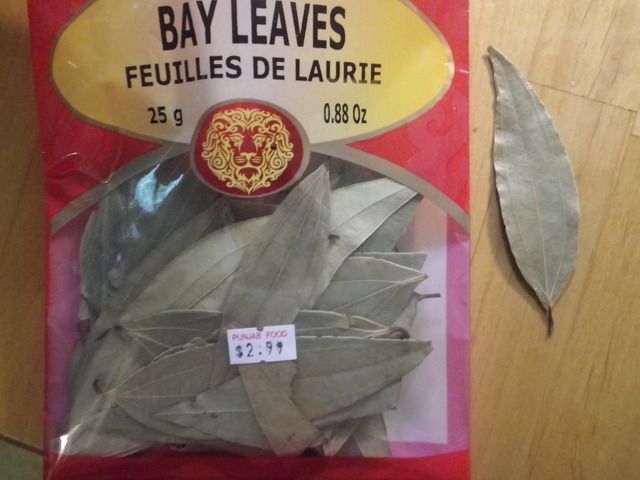 BAY LEAVES
FEUILLES DE LAURIE
25 g 0.88 Oz
PUNJAB FOOD
$2.99